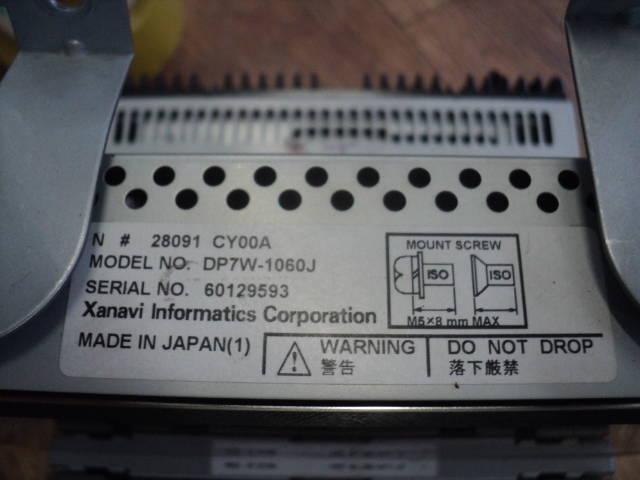 N # 28091 CY00A
MODEL NO. DP7W-1060J
SERIAL NO. 60129593
Xanavi Informatics Corporation
MADE IN JAPAN(1)
MOUNT SCREW
ISO ISO
M5×8 mm MAX
WARNING
警告
DO NOT DROP
落下厳禁